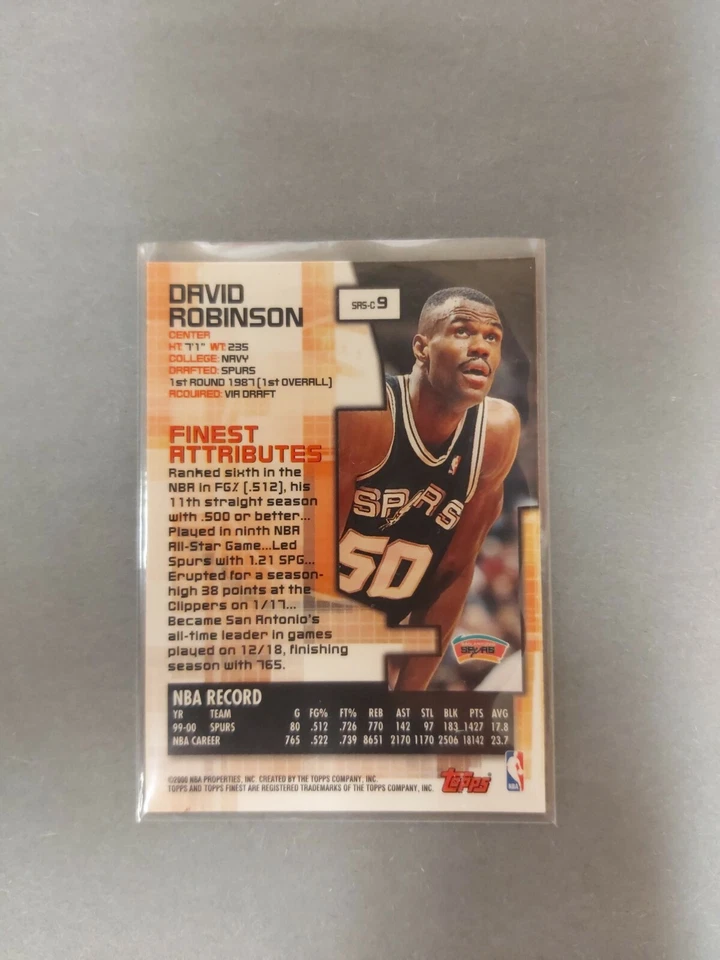 DAVID
ROBINSON
CENTER
HT: 7'1" WT: 235
COLLEGE: NAVY
DRAFTED: SPURS
1st ROUND 1987 (1st OVERALL)
ACQUIRED: VIA DRAFT
SAS-C 9
FINEST
ATTRIBUTES
Ranked sixth in the
NBA in FG% (.512), his
11th straight season
with .500 or better...
Played in ninth NBA
All-Star Game...Led
Spurs with 1.21 SPG...
Erupted for a season-
high 38 points at the
Clippers on 1/17...
Became San Antonio's
all-time leader in games
played on 12/18, finishing
season with 765.
SPURS
50
SPURS
NBA RECORD
YR TEAM G FG% FT% REB AST STL BLK PTS AVG
99-00 SPURS 80 .512 .726 770 142 97 183 1427 17.8
NBA CAREER 765 .522 .739 8651 2170 1170 2506 18142 23.7
©2000 NBA PROPERTIES, INC. CREATED BY THE TOPPS COMPANY, INC.
TOPPS AND TOPPS FINEST ARE REGISTERED TRADEMARKS OF THE TOPPS COMPANY, INC.
Topps
NBA